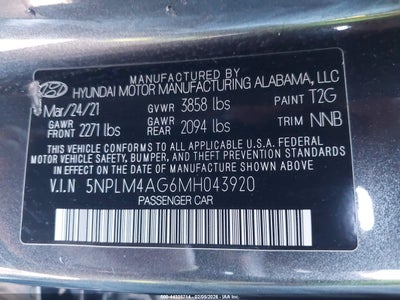 MANUFACTURED BY
HYUNDAI MOTOR MANUFACTURING ALABAMA, LLC
Mar/24/21 GVWR 3858 lbs PAINT T2G
GAWR FRONT 2271 lbs GAWR REAR 2094 lbs TRIM NNB
THIS VEHICLE CONFORMS TO ALL APPLICABLE U.S. FEDERAL
MOTOR VEHICLE SAFETY, BUMPER, AND THEFT PREVENTION
STANDARDS IN EFFECT ON THE DATE OF MANUFACTURE SHOWN ABOVE.
V.I.N 5NPLM4AG6MH043920
PASSENGER CAR